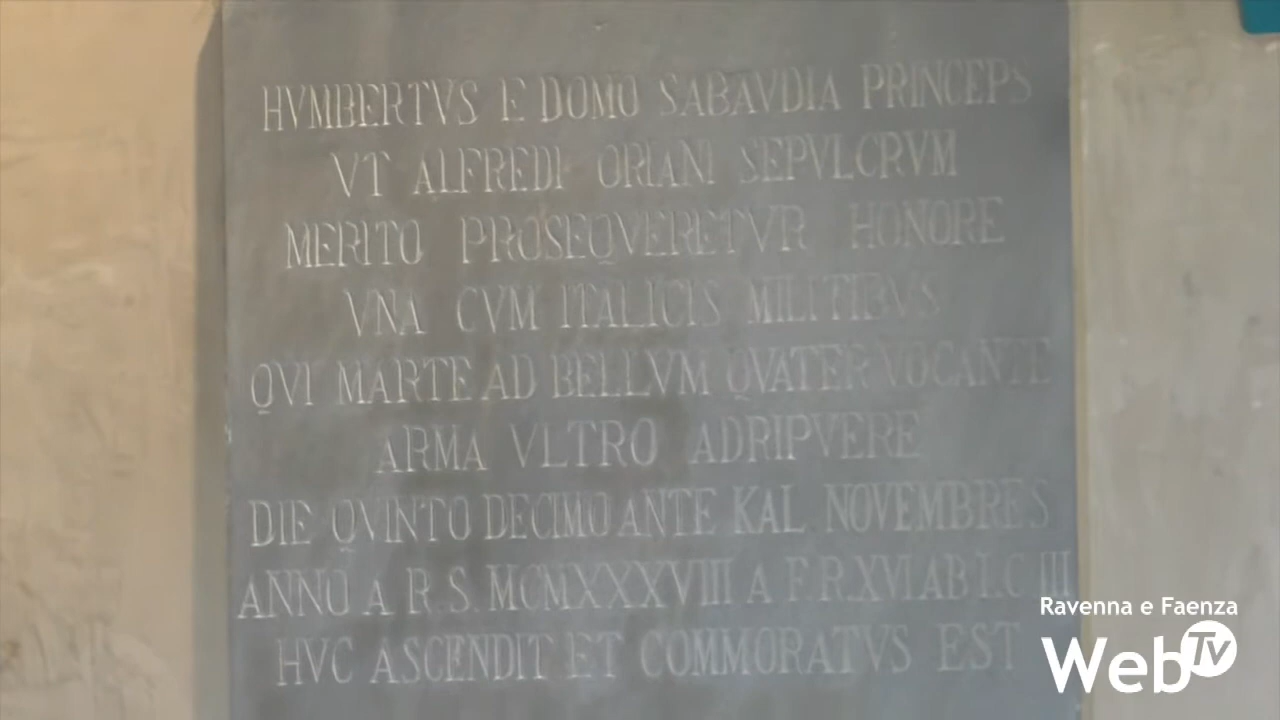 HVMBERTVS E DOMO SABAVDIA PRINCEPS
VT ALFREDI ORIANI SEPVLCRVM
MERITO PROSEQVERETVR HONORE
VNA CVM ITALICIS MILITIBVS
QVI MARTE AD BELLVM QVATER VOCANTE
ARMA VLTRO ADRIPVERE
DIE QVINTO DECIMO ANTE KAL NOVEMBRES
ANNO A R.S. MCMXXXVIII A F.R.XVI AB I.C III
HVC ASCENDIT ET COMMORATVS EST
Ravenna e Faenza
WebTv